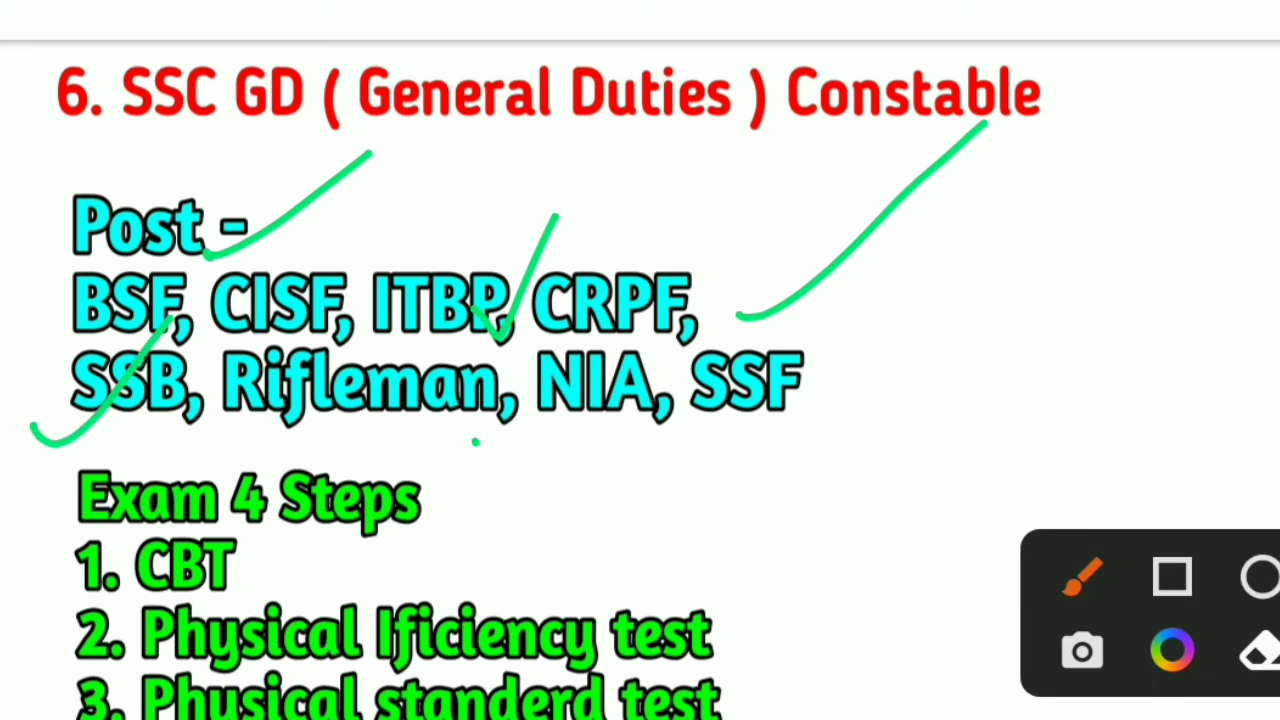 6. SSC GD ( General Duties ) Constable
Post -
BSF, CISF, ITBP, CRPF,
SSB, Rifleman, NIA, SSF
Exam 4 Steps
1. CBT
2. Physical Ificiency test
3. Physical standerd test